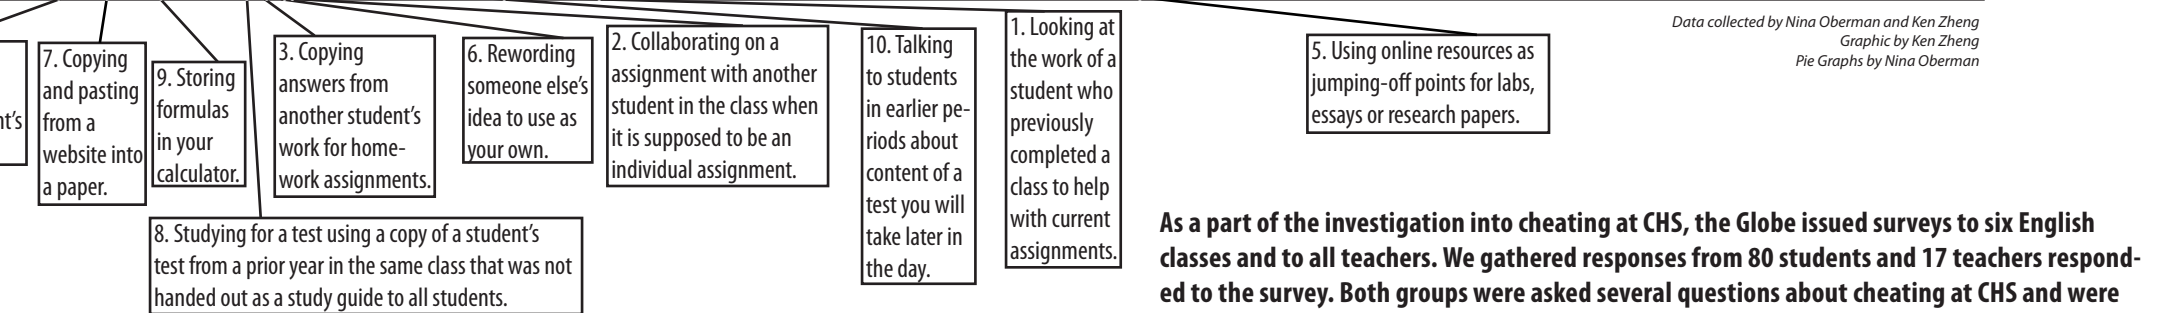 nt's
7. Copying
and pasting
from a
website into
a paper.
9. Storing
formulas
in your
calculator.
3. Copying
answers from
another student's
work for home-
work assignments.
6. Rewording
someone else's
idea to use as
your own.
2. Collaborating on a
assignment with another
student in the class when
it is supposed to be an
individual assignment.
10. Talking
to students
in earlier pe-
riods about
content of a
test you will
take later in
the day.
1. Looking at
the work of a
student who
previously
completed a
class to help
with current
assignments.
5. Using online resources as
jumping-off points for labs,
essays or research papers.
Data collected by Nina Oberman and Ken Zheng
Graphic by Ken Zheng
Pie Graphs by Nina Oberman
8. Studying for a test using a copy of a student's
test from a prior year in the same class that was not
handed out as a study guide to all students.
As a part of the investigation into cheating at CHS, the Globe issued surveys to six English
classes and to all teachers. We gathered responses from 80 students and 17 teachers respond-
ed to the survey. Both groups were asked several questions about cheating at CHS and were